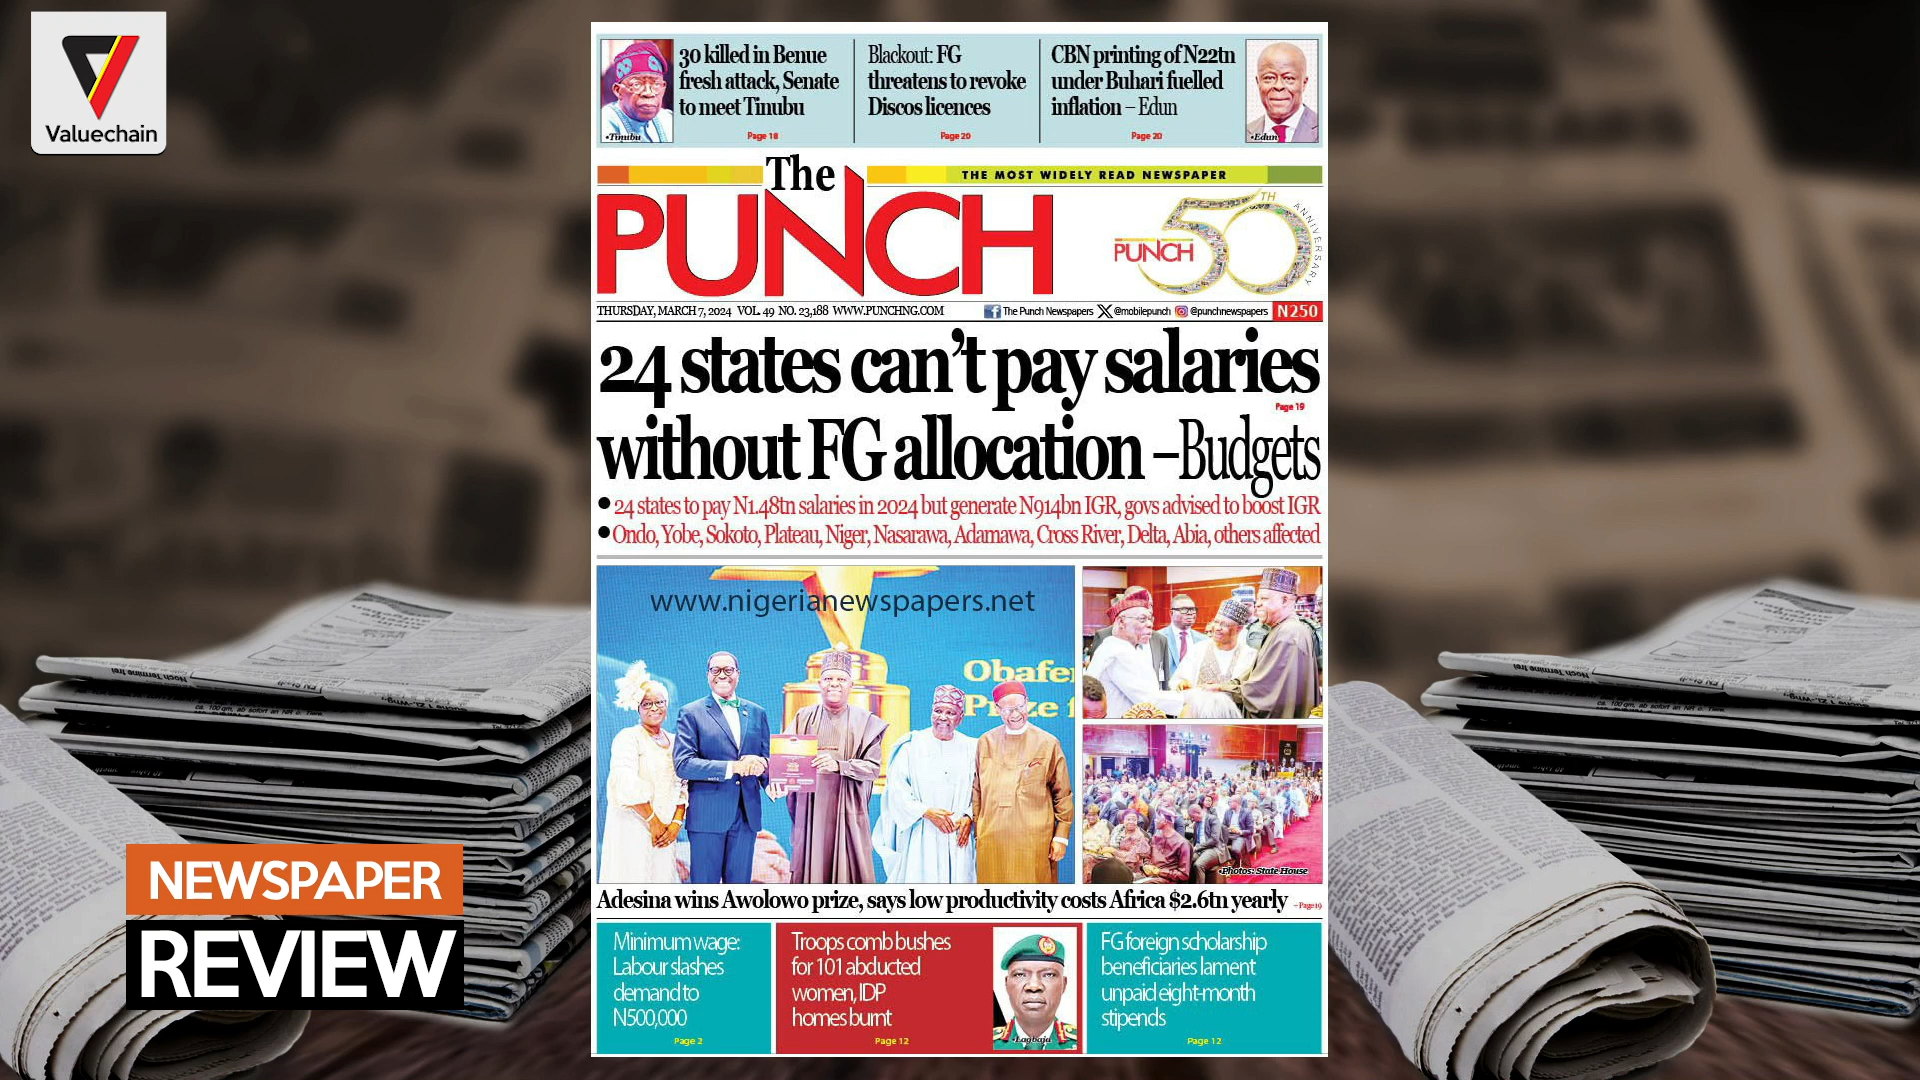 Valuechain
30 killed in Benue
fresh attack, Senate
to meet Tinubu
Page 18
•Tinubu
Blackout: FG
threatens to revoke
Discos licences
Page 20
CBN printing of N22tn
under Buhari fuelled
inflation – Edun
Page 20
•Edun
The
PUNCH
THE MOST WIDELY READ NEWSPAPER
PUNCH
50
TH
ANNIVERSARY
THURSDAY, MARCH 7, 2024 VOL. 49 NO. 23,188 WWW.PUNCHNG.COM
The Punch Newspapers @mobilepunch @punchnewspapers
N250
24 states can't pay salaries
Page 19
without FG allocation –Budgets
• 24 states to pay N1.48tn salaries in 2024 but generate N914bn IGR, govs advised to boost IGR
• Ondo, Yobe, Sokoto, Plateau, Niger, Nasarawa, Adamawa, Cross River, Delta, Abia, others affected
www.nigerianewspapers.net
Obafe
Prize f
•Photos: State House
Adesina wins Awolowo prize, says low productivity costs Africa $2.6tn yearly – Page 19
Minimum wage:
Labour slashes
demand to
N500,000
Page 2
Troops comb bushes
for 101 abducted
women, IDP
homes burnt
Page 12
•Lagbaja
FG foreign scholarship
beneficiaries lament
unpaid eight-month
stipends
Page 12
NEWSPAPER
REVIEW